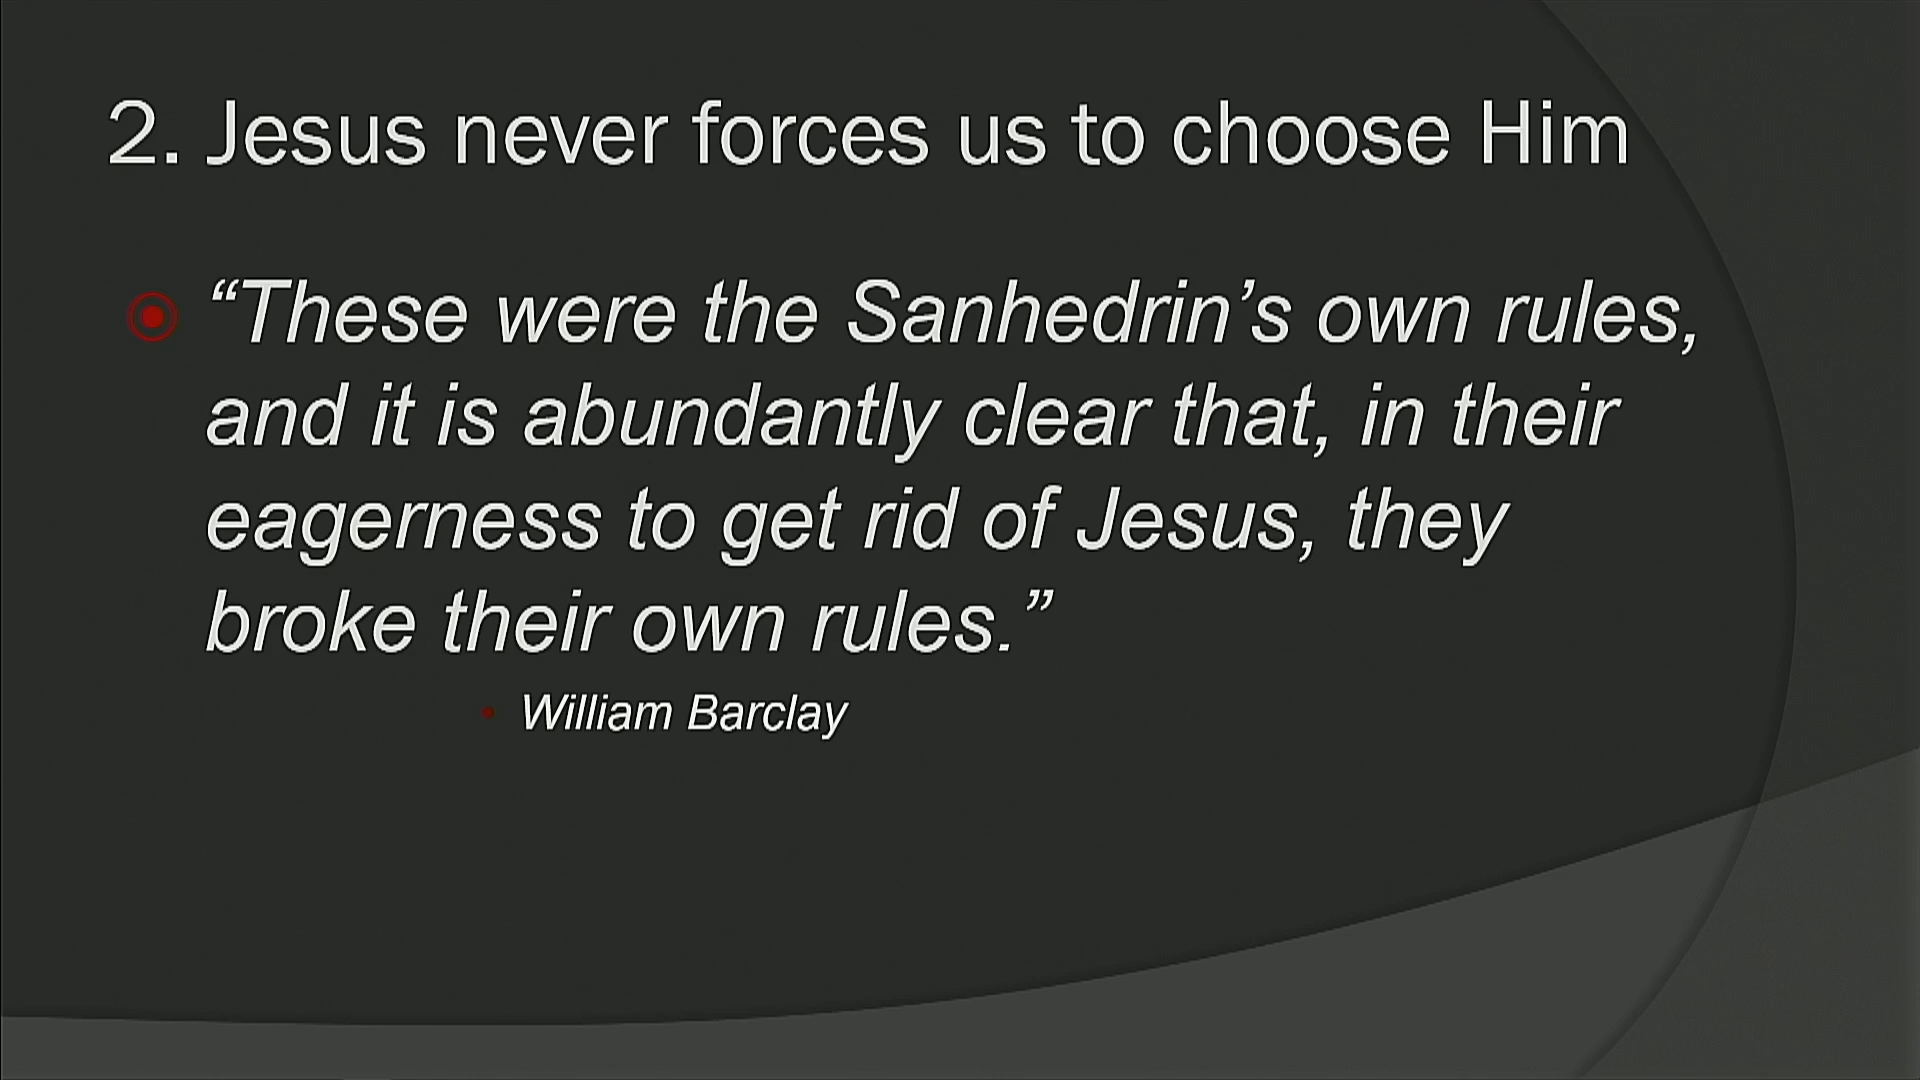 2. Jesus never forces us to choose Him
“These were the Sanhedrin’s own rules,
and it is abundantly clear that, in their
eagerness to get rid of Jesus, they
broke their own rules.”
William Barclay